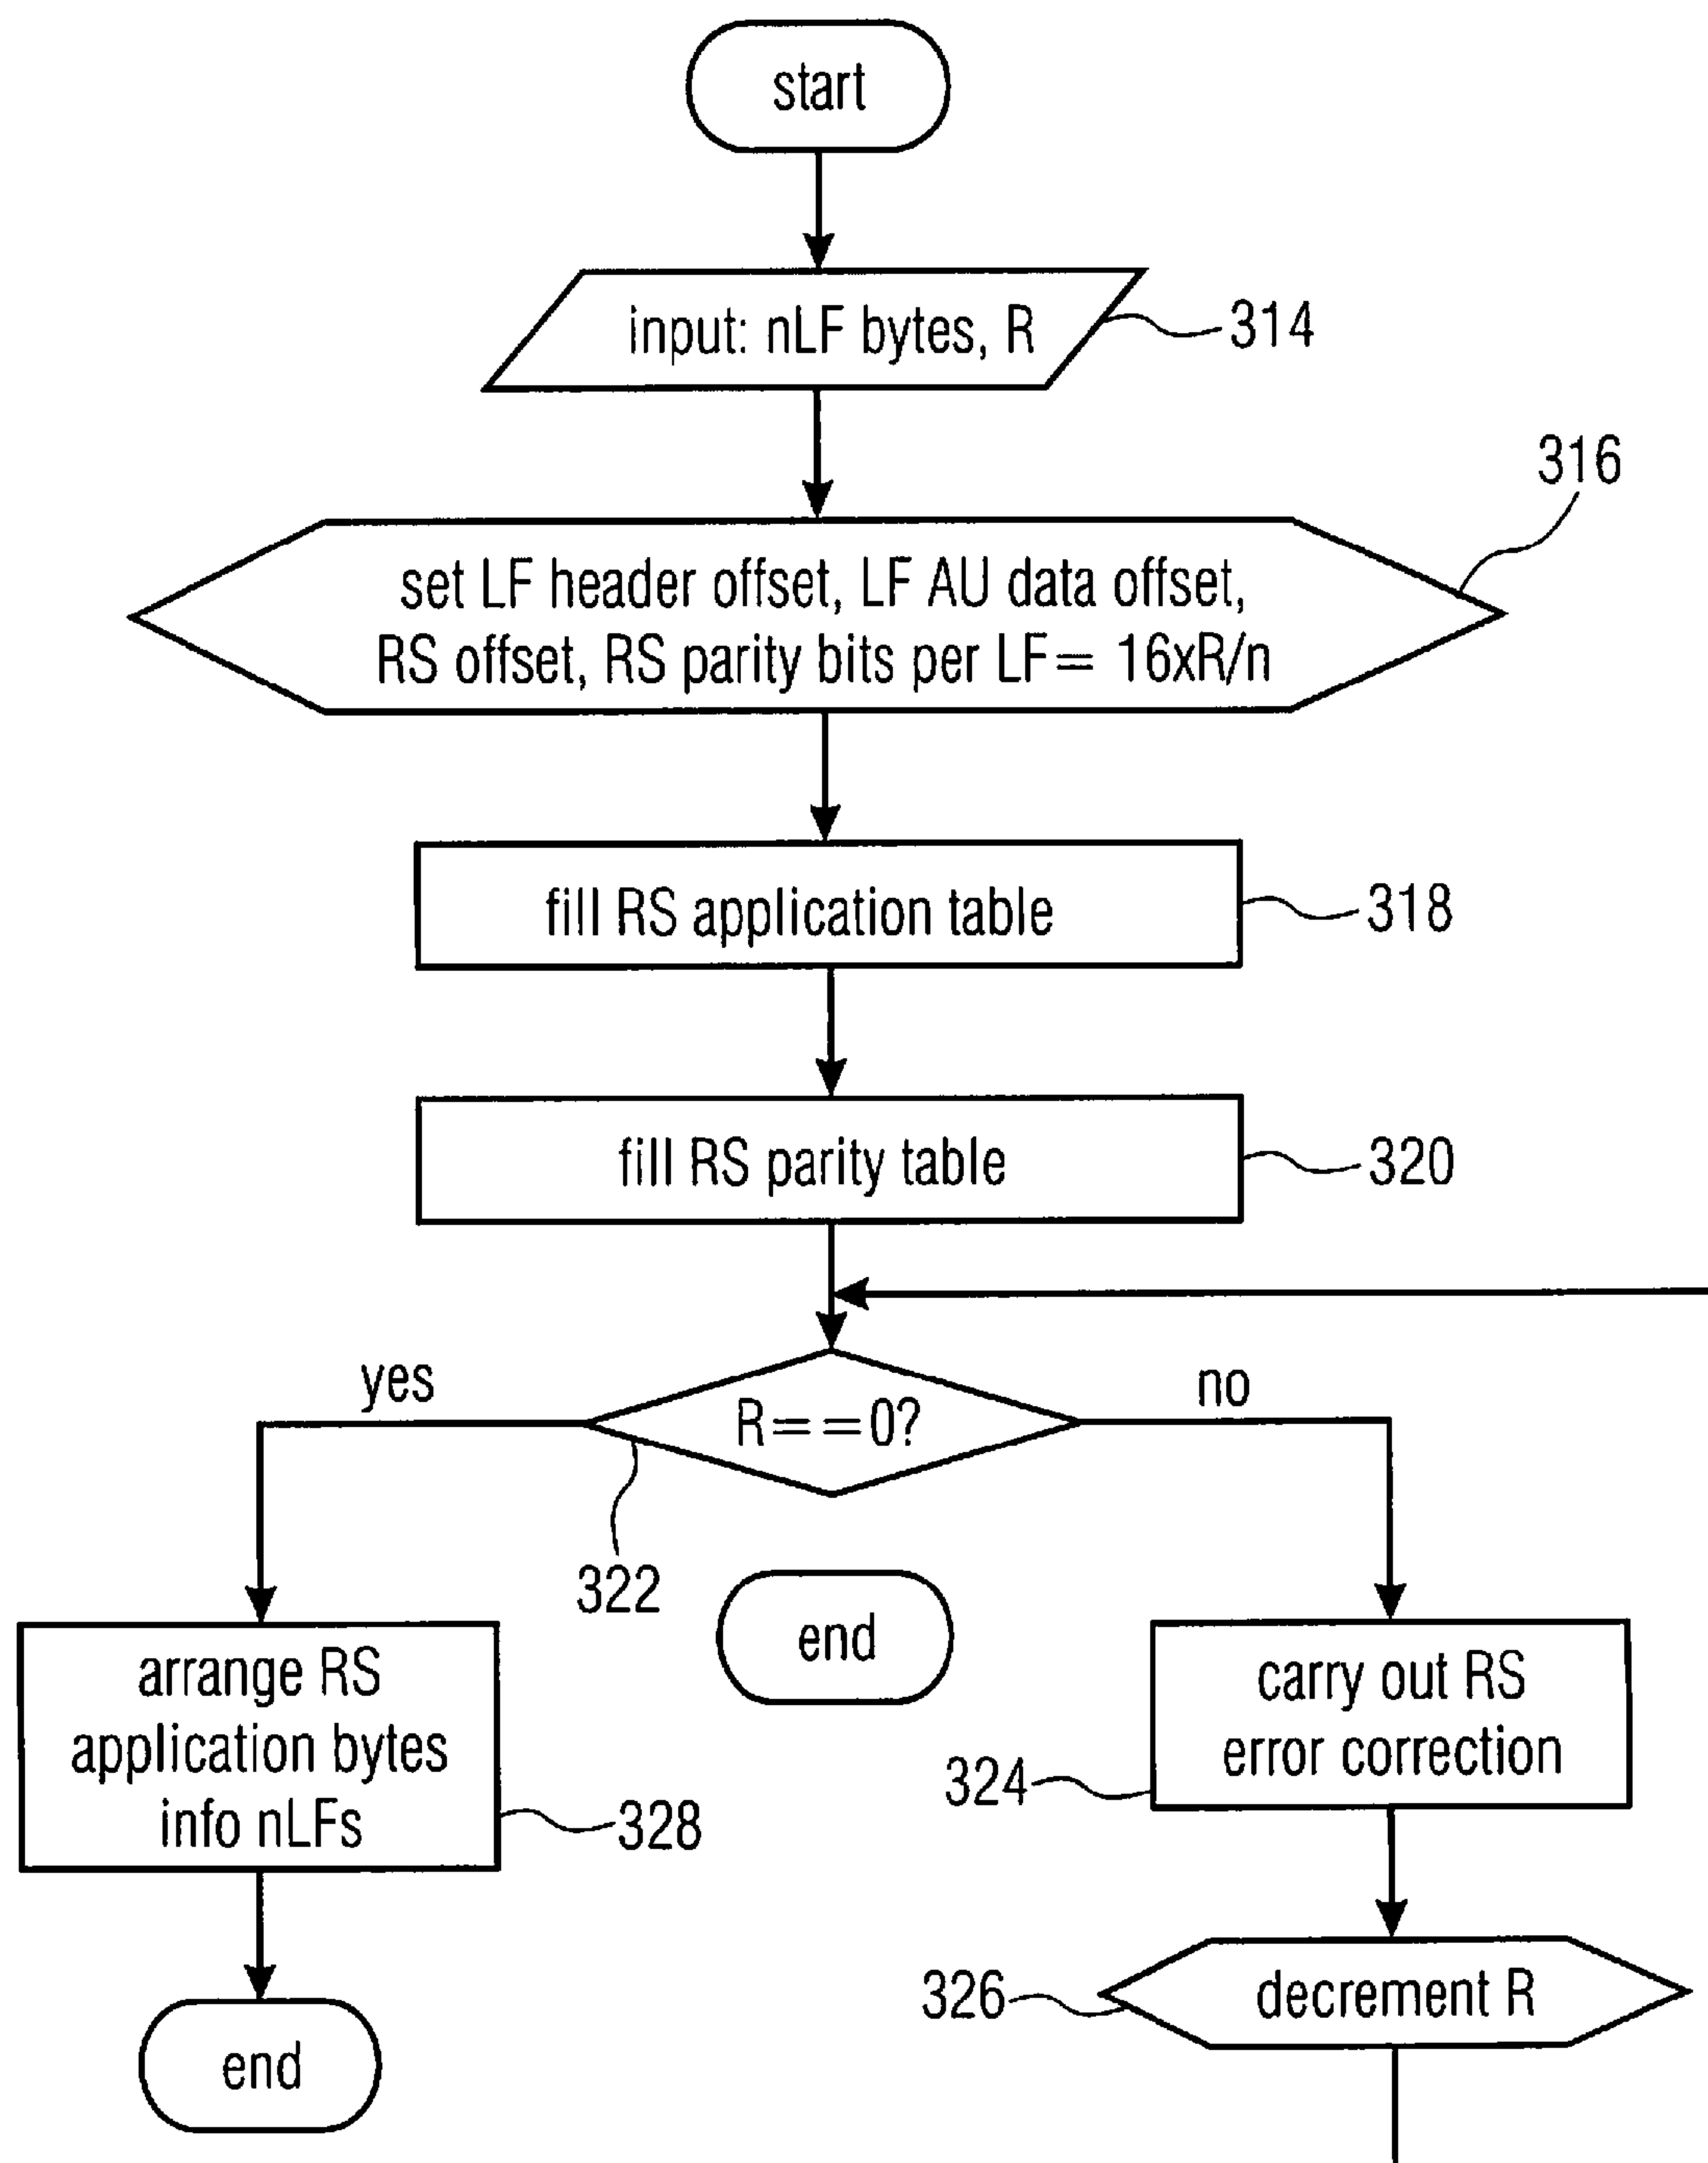 start
input: nLF bytes, R
314
316
set LF header offset, LF AU data offset,
RS offset, RS parity bits per LF= 16xR/n
fill RS application table
318
fill RS parity table
320
yes
no
R==0?
322
end
arrange RS
application bytes
info nLFs
328
carry out RS
error correction
324
326
decrement R
end